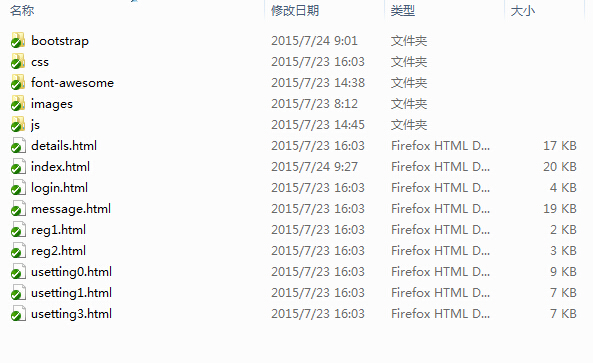 名称 修改日期 类型 大小
bootstrap 2015/7/24 9:01 文件夹
css 2015/7/23 16:03 文件夹
font-awesome 2015/7/23 14:38 文件夹
images 2015/7/23 8:12 文件夹
js 2015/7/23 14:45 文件夹
details.html 2015/7/23 16:03 Firefox HTML D... 17 KB
index.html 2015/7/24 9:27 Firefox HTML D... 20 KB
login.html 2015/7/23 16:03 Firefox HTML D... 4 KB
message.html 2015/7/23 16:03 Firefox HTML D... 19 KB
reg1.html 2015/7/23 16:03 Firefox HTML D... 2 KB
reg2.html 2015/7/23 16:03 Firefox HTML D... 3 KB
usetting0.html 2015/7/23 16:03 Firefox HTML D... 9 KB
usetting1.html 2015/7/23 16:03 Firefox HTML D... 7 KB
usetting3.html 2015/7/23 16:03 Firefox HTML D... 7 KB